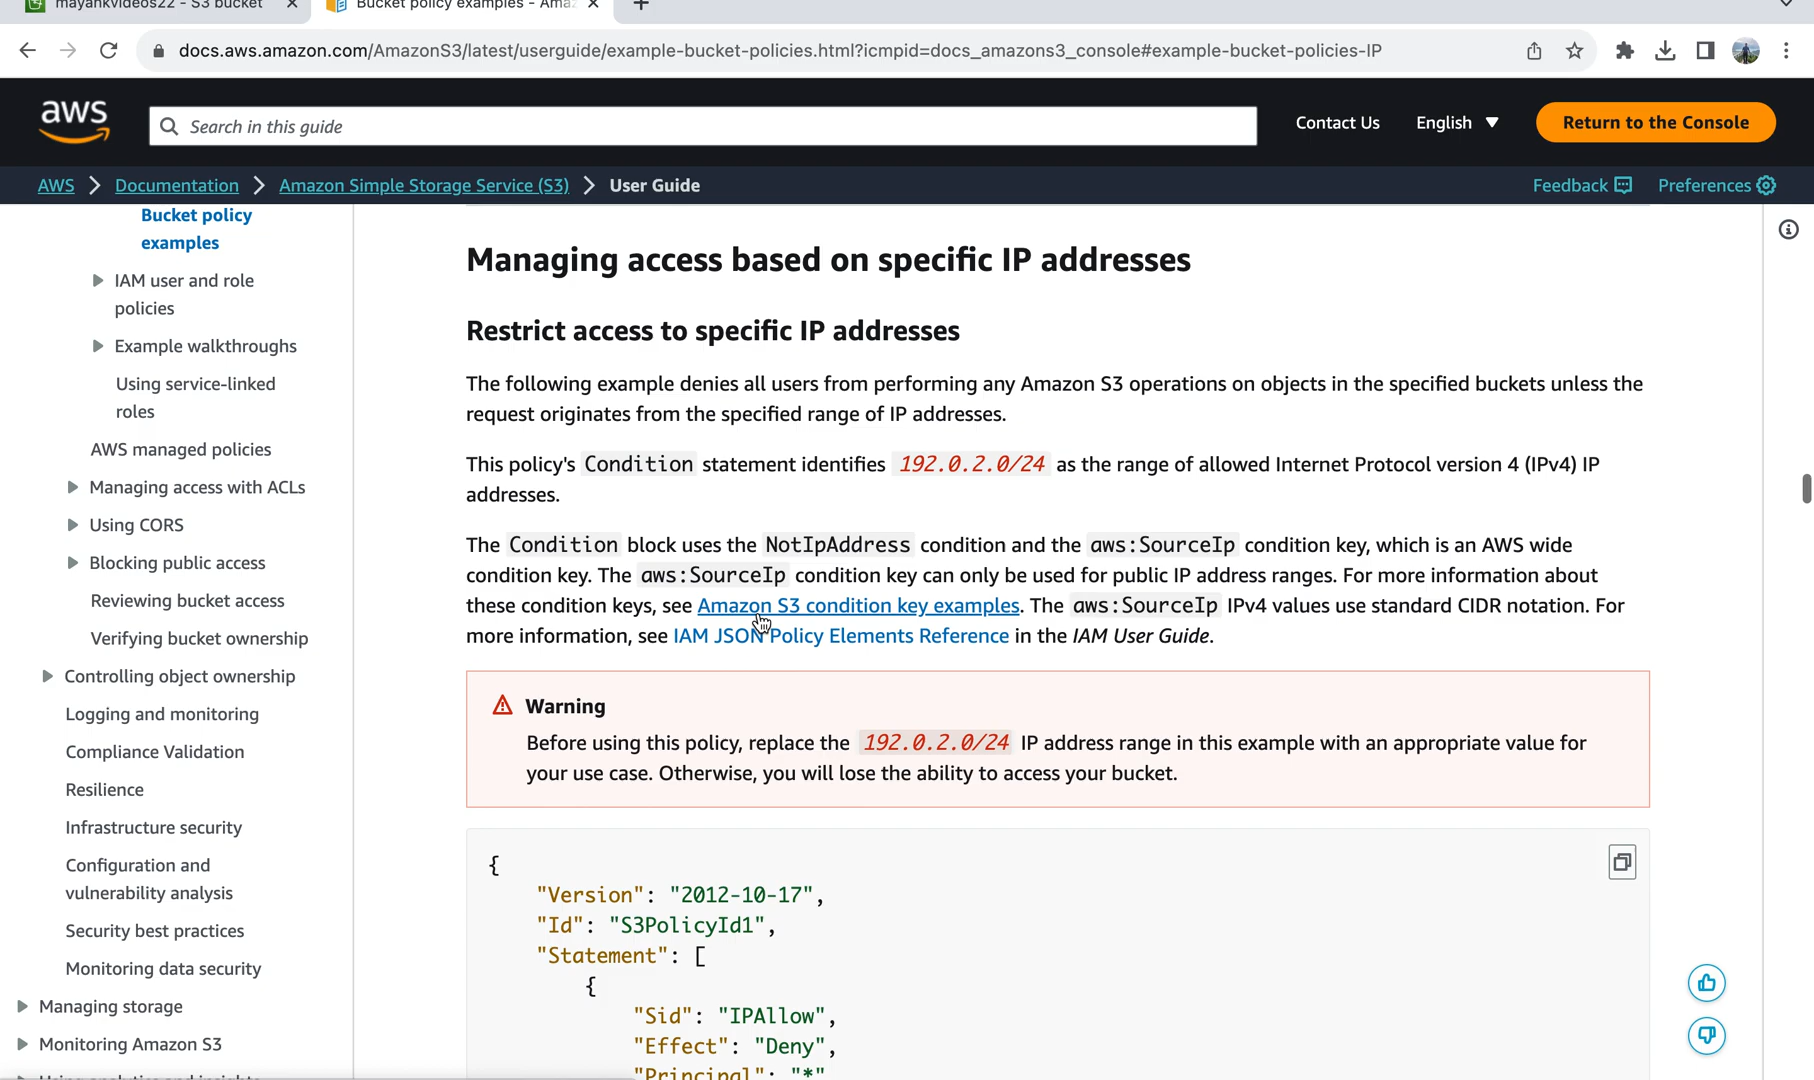 mayankvideos22 - S3 bucket
Bucket policy examples - Amaz
docs.aws.amazon.com/AmazonS3/latest/userguide/example-bucket-policies.html?icmpid=docs_amazons3_console#example-bucket-policies-IP
aws
Search in this guide
Contact Us
English
Return to the Console
AWS
Documentation
Amazon Simple Storage Service (S3)
User Guide
Feedback
Preferences
Bucket policy
examples
IAM user and role
policies
Example walkthroughs
Using service-linked
roles
AWS managed policies
Managing access with ACLs
Using CORS
Blocking public access
Reviewing bucket access
Verifying bucket ownership
Controlling object ownership
Logging and monitoring
Compliance Validation
Resilience
Infrastructure security
Configuration and
vulnerability analysis
Security best practices
Monitoring data security
Managing storage
Monitoring Amazon S3
Managing access based on specific IP addresses
Restrict access to specific IP addresses
The following example denies all users from performing any Amazon S3 operations on objects in the specified buckets unless the
request originates from the specified range of IP addresses.
This policy's Condition statement identifies 192.0.2.0/24 as the range of allowed Internet Protocol version 4 (IPv4) IP
addresses.
The Condition block uses the NotIpAddress condition and the aws:SourceIp condition key, which is an AWS wide
condition key. The aws:SourceIp condition key can only be used for public IP address ranges. For more information about
these condition keys, see Amazon S3 condition key examples. The aws:SourceIp IPv4 values use standard CIDR notation. For
more information, see IAM JSON Policy Elements Reference in the IAM User Guide.
Warning
Before using this policy, replace the 192.0.2.0/24 IP address range in this example with an appropriate value for
your use case. Otherwise, you will lose the ability to access your bucket.
{
"Version": "2012-10-17",
"Id": "S3PolicyId1",
"Statement": [
{
"Sid": "IPAllow",
"Effect": "Deny",
"Principal": "*"